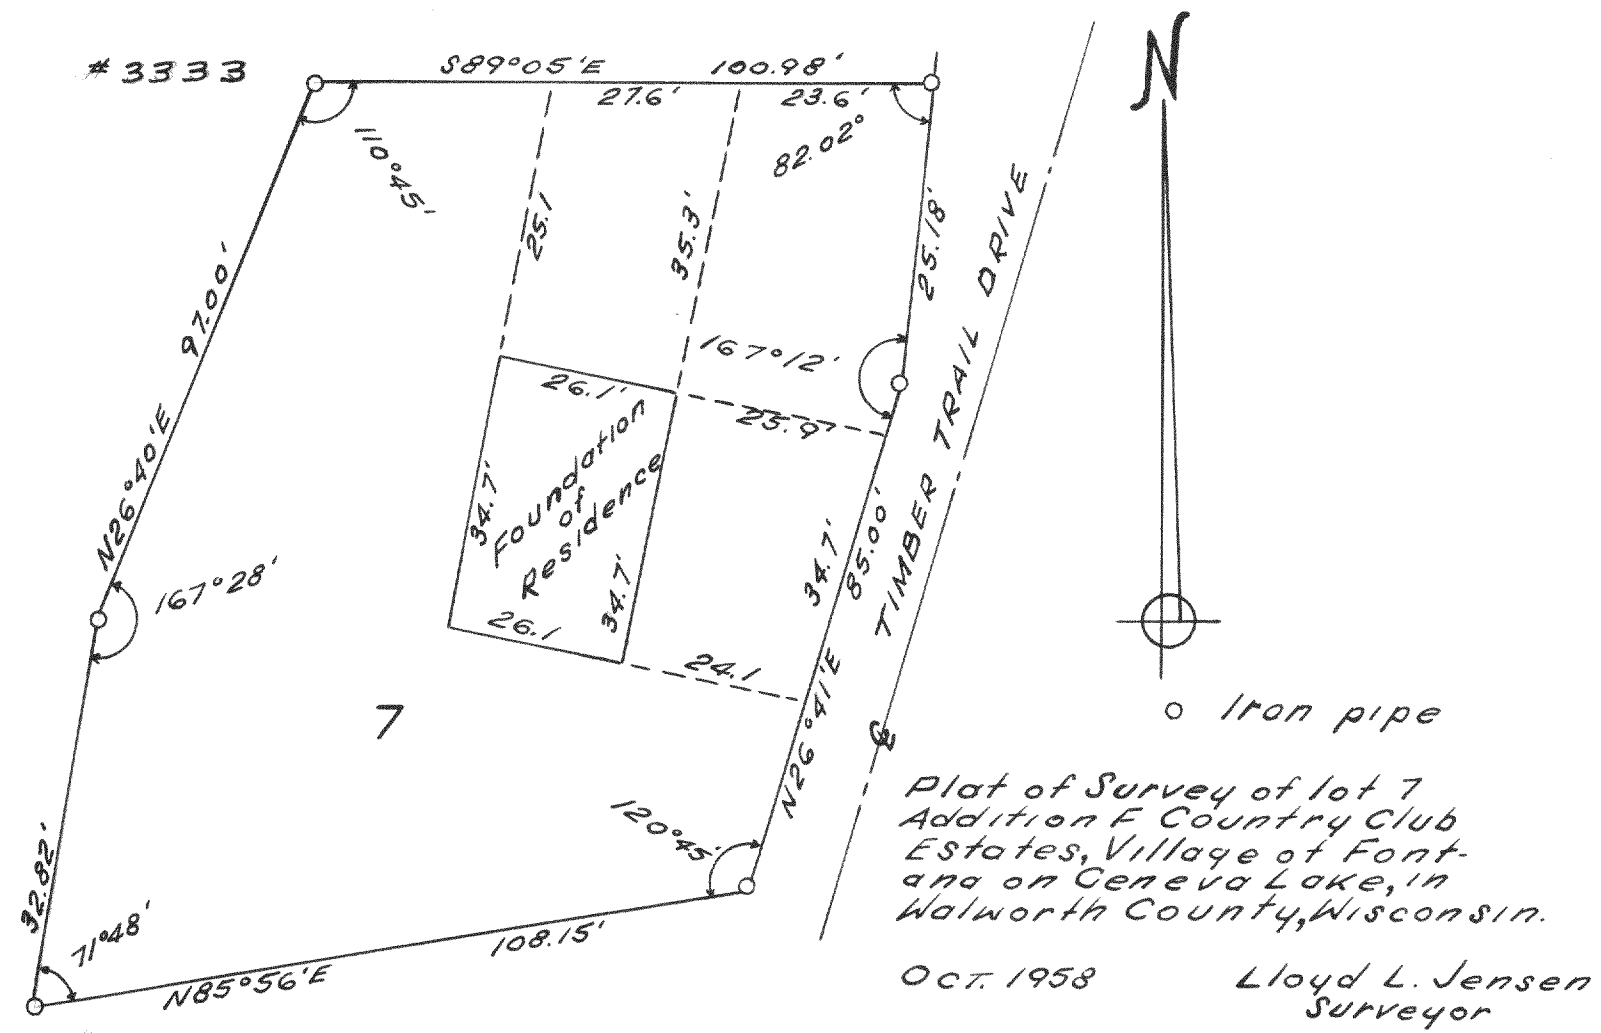 # 3333
S89°05'E 100.98'
27.6' 23.6'
N
110°45'
82.02°
25.1
35.3'
25.18'
97.00'
N26°40'E
167°12'
26.1'
25.9'
TIMBER TRAIL DRIVE
Foundation
of
Residence
34.7'
34.7'
26.1
34.7'
85.00'
167°28'
24.1
N26°41'E
7
℄
Iron pipe
120°45'
32.82'
71°48'
N85°56'E
108.15'
Plat of Survey of lot 7
Addition F Country Club
Estates, Village of Font-
ana on Geneva Lake, in
Walworth County, Wisconsin.
Oct. 1958 Lloyd L. Jensen
Surveyor